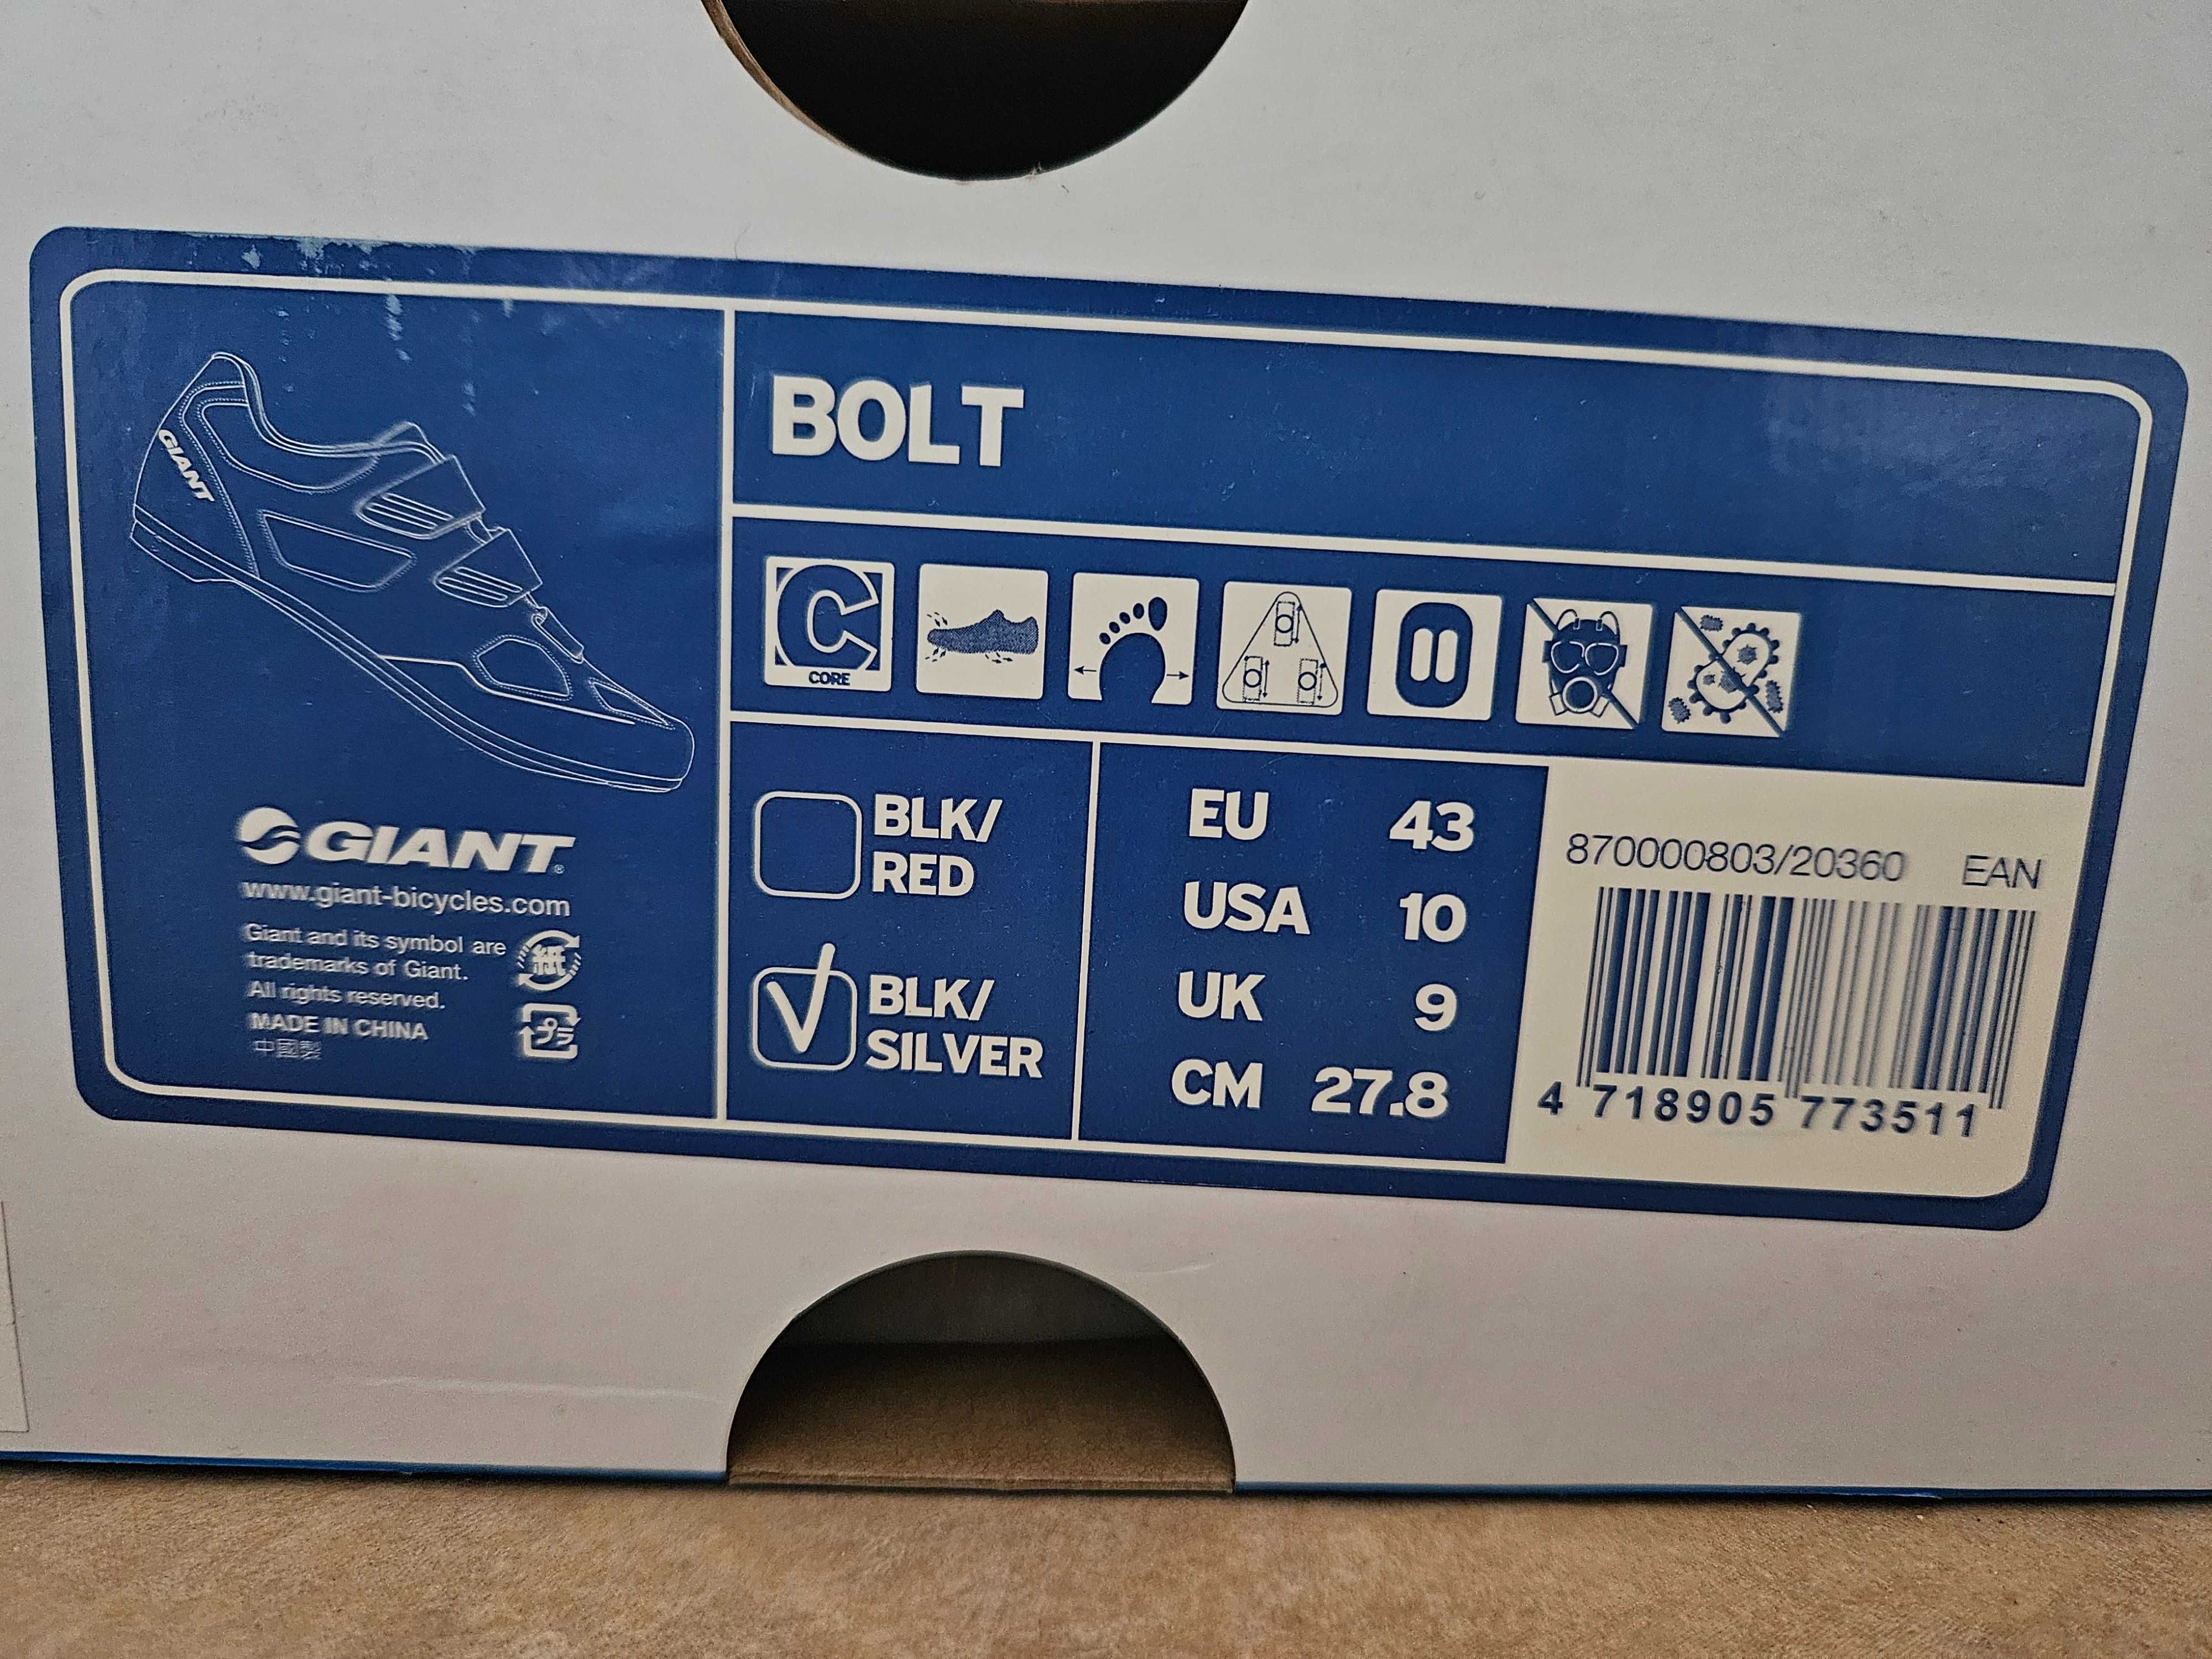 GIANT
GIANT
www.giant-bicycles.com
Giant and its symbol are
trademarks of Giant.
All rights reserved.
MADE IN CHINA
中國製
紙
プラ
BOLT
C
CORE
BLK/
RED
BLK/
SILVER
EU 43
USA 10
UK 9
CM 27.8
870000803/20360 EAN
4 718905 773511